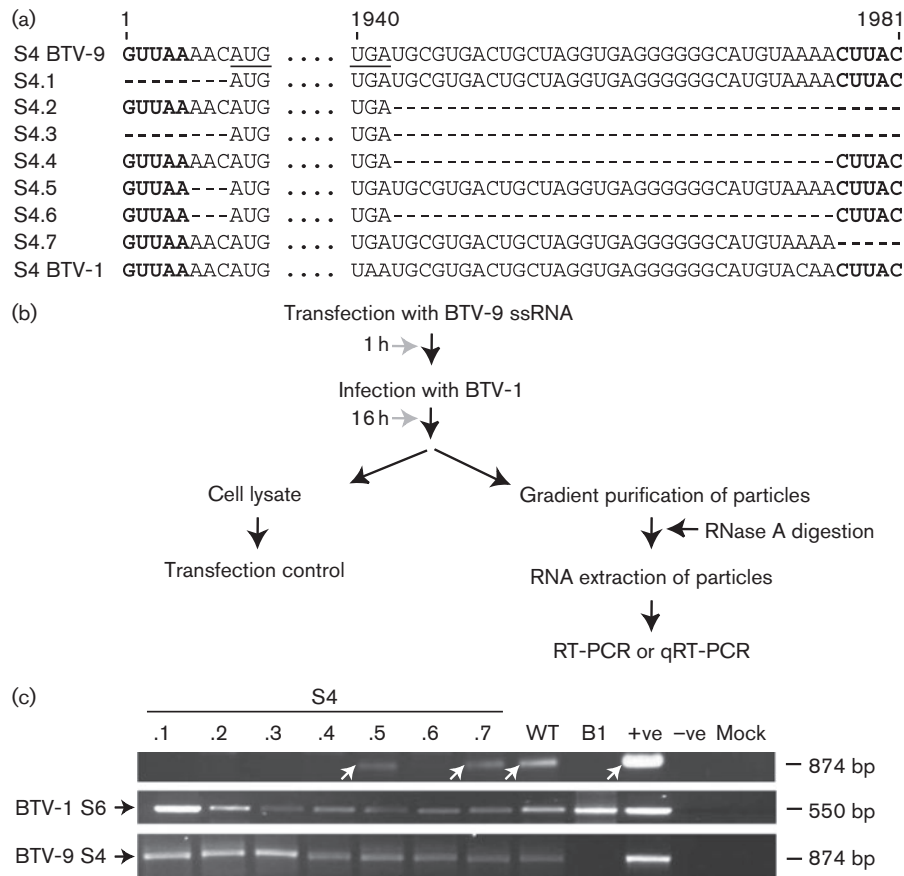 (a)
1 1940 1981
S4 BTV-9 GUUAAAACAUG .... UGAUGCGUGACUGCUAGGUGAGGGGGGCAUGUAAAACUUAC
S4.1 --------AUG .... UGAUGCGUGACUGCUAGGUGAGGGGGGCAUGUAAAACUUAC
S4.2 GUUAAAACAUG .... UGA--------------------------------------
S4.3 --------AUG .... UGA--------------------------------------
S4.4 GUUAAAACAUG .... UGA---------------------------------CUUAC
S4.5 GUUAA---AUG .... UGAUGCGUGACUGCUAGGUGAGGGGGGCAUGUAAAACUUAC
S4.6 GUUAA---AUG .... UGA---------------------------------CUUAC
S4.7 GUUAAAACAUG .... UGAUGCGUGACUGCUAGGUGAGGGGGGCAUGUAAAA-----
S4 BTV-1 GUUAAAACAUG .... UAAUGCGUGACUGCUAGGUGAGGGGGGCAUGUACAACUUAC
(b)
Transfection with BTV-9 ssRNA
1 h
Infection with BTV-1
16 h
Cell lysate
Gradient purification of particles
RNase A digestion
Transfection control
RNA extraction of particles
RT-PCR or qRT-PCR
(c)
S4
.1 .2 .3 .4 .5 .6 .7 WT B1 +ve –ve Mock
– 874 bp
BTV-1 S6 – 550 bp
BTV-9 S4 – 874 bp